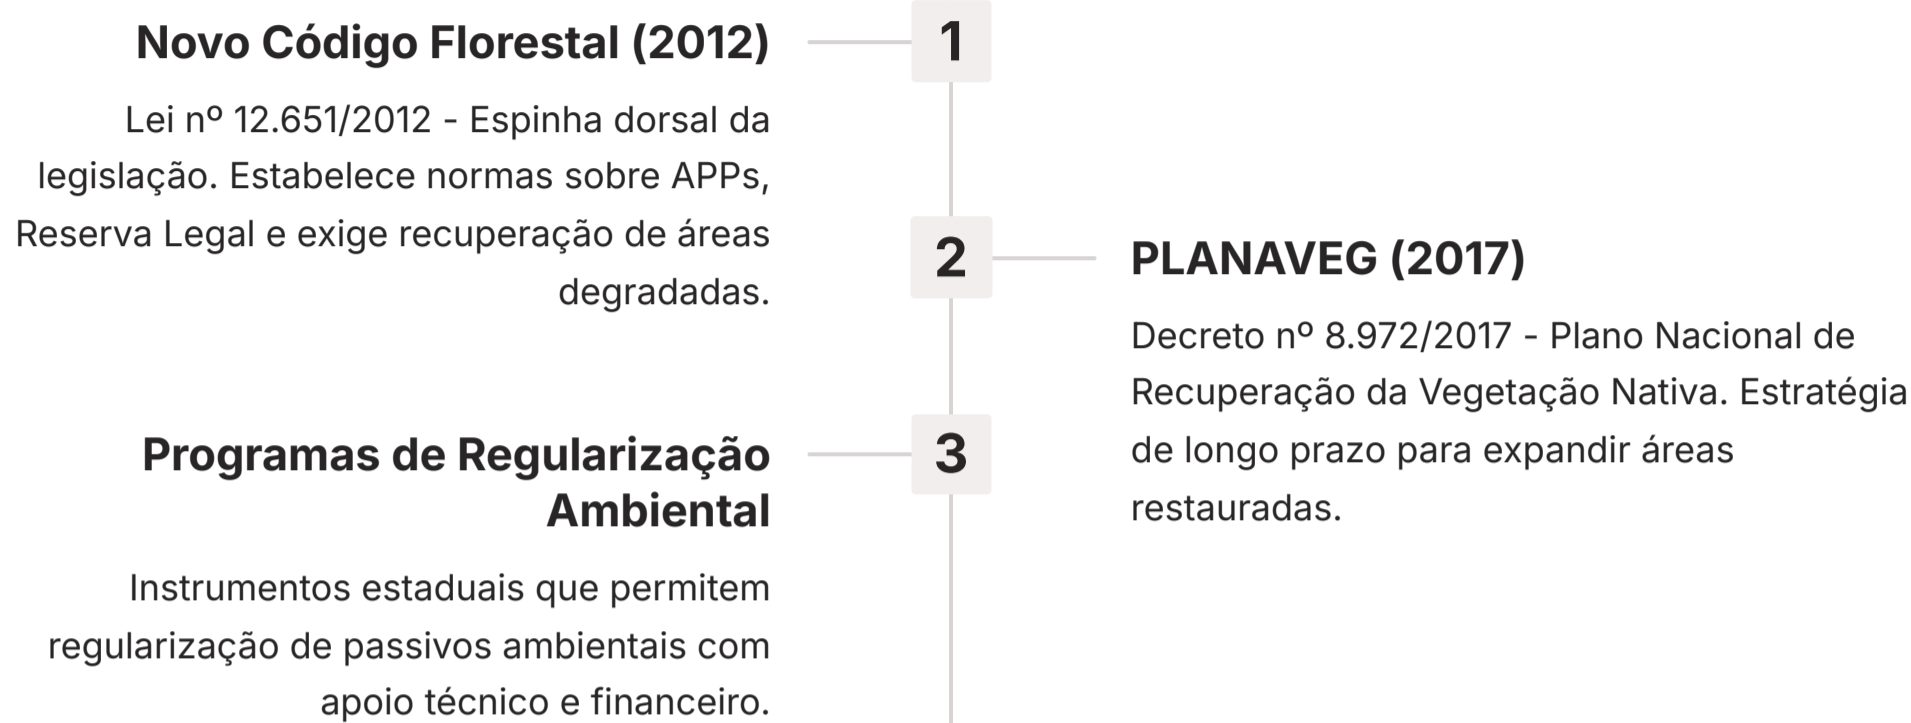 Novo Código Florestal (2012)
1
Lei nº 12.651/2012 - Espinha dorsal da
legislação. Estabelece normas sobre APPs,
Reserva Legal e exige recuperação de áreas
degradadas.
2
PLANAVEG (2017)
Decreto nº 8.972/2017 - Plano Nacional de
Recuperação da Vegetação Nativa. Estratégia
de longo prazo para expandir áreas
restauradas.
3
Programas de Regularização
Ambiental
Instrumentos estaduais que permitem
regularização de passivos ambientais com
apoio técnico e financeiro.